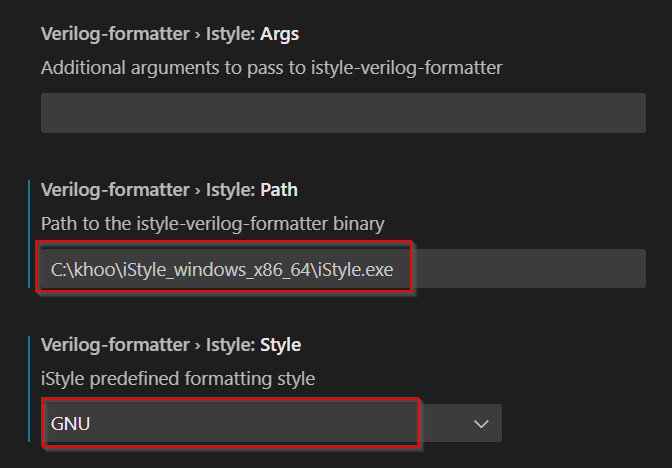 Verilog-formatter › Istyle: Args
Additional arguments to pass to istyle-verilog-formatter
Verilog-formatter › Istyle: Path
Path to the istyle-verilog-formatter binary
C:\khoo\iStyle_windows_x86_64\iStyle.exe
Verilog-formatter › Istyle: Style
iStyle predefined formatting style
GNU